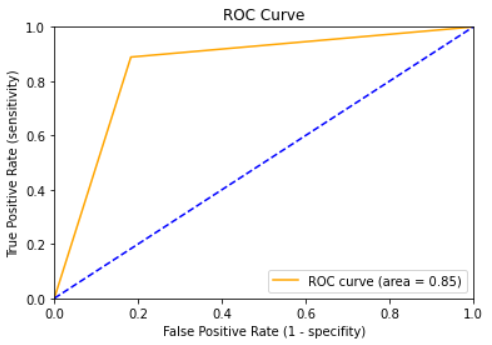 ROC Curve
1.0
0.8
0.6
0.4
0.2
0.0
True Positive Rate (sensitivity)
ROC curve (area = 0.85)
0.0 0.2 0.4 0.6 0.8 1.0
False Positive Rate (1 - specifity)